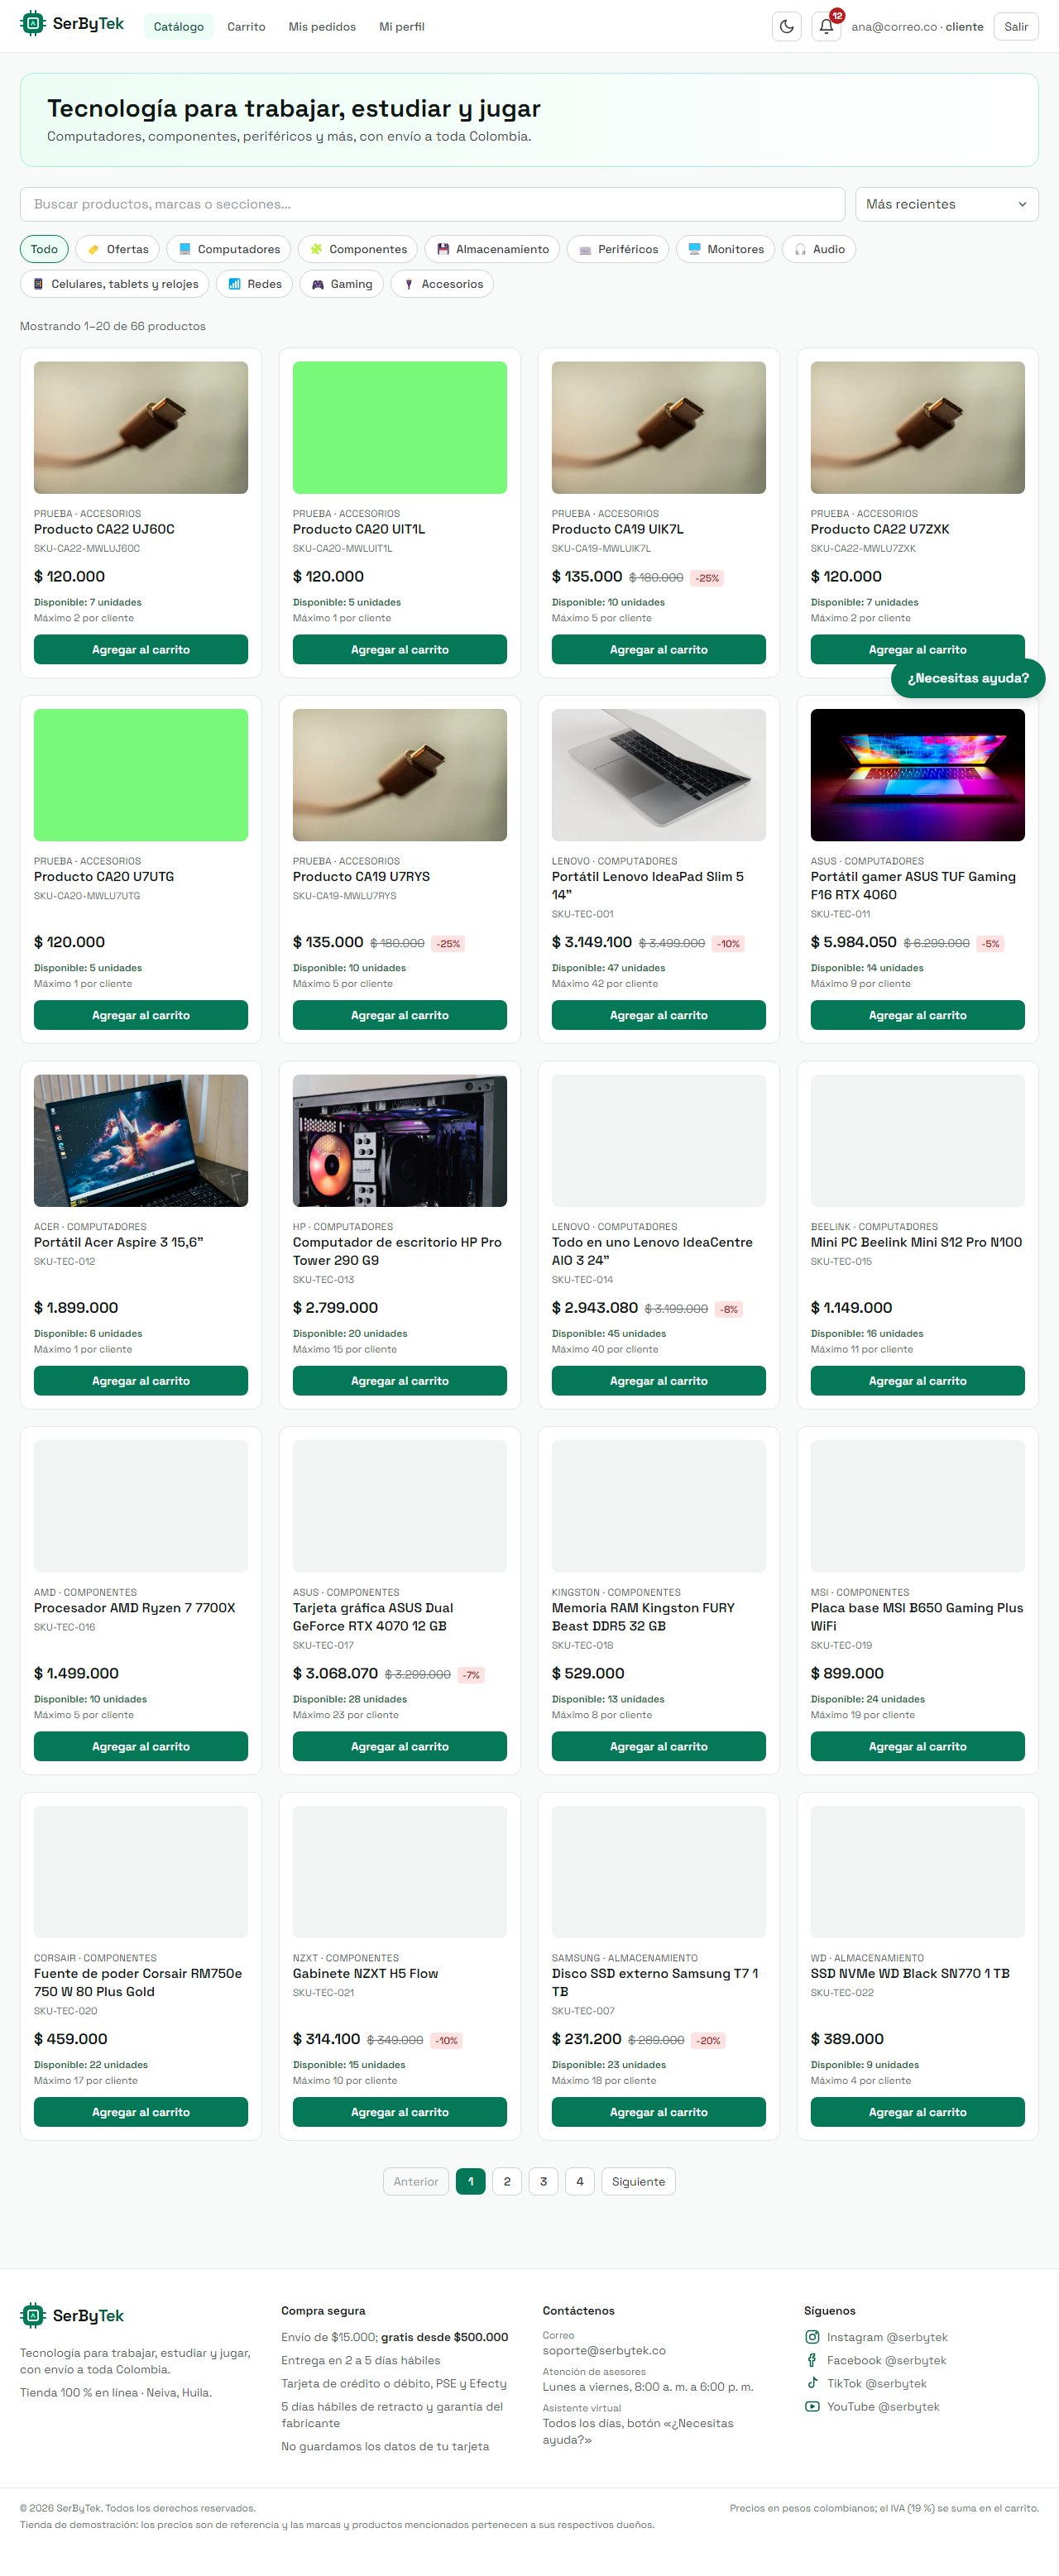 SerByTek
Catálogo
Carrito
Mis pedidos
Mi perfil
12
ana@correo.co · cliente
Salir
Tecnología para trabajar, estudiar y jugar
Computadores, componentes, periféricos y más, con envío a toda Colombia.
Buscar productos, marcas o secciones...
Más recientes
Todo
Ofertas
Computadores
Componentes
Almacenamiento
Periféricos
Monitores
Audio
Celulares, tablets y relojes
Redes
Gaming
Accesorios
Mostrando 1–20 de 66 productos
PRUEBA · ACCESORIOS
Producto CA22 UJ60C
SKU-CA22-MWLUJ60C
$ 120.000
Disponible: 7 unidades
Máximo 2 por cliente
Agregar al carrito
PRUEBA · ACCESORIOS
Producto CA20 UIT1L
SKU-CA20-MWLUIT1L
$ 120.000
Disponible: 5 unidades
Máximo 1 por cliente
Agregar al carrito
PRUEBA · ACCESORIOS
Producto CA19 UIK7L
SKU-CA19-MWLUIK7L
$ 135.000 $ 180.000 -25%
Disponible: 10 unidades
Máximo 5 por cliente
Agregar al carrito
PRUEBA · ACCESORIOS
Producto CA22 U7ZXK
SKU-CA22-MWLU7ZXK
$ 120.000
Disponible: 7 unidades
Máximo 2 por cliente
Agregar al carrito
¿Necesitas ayuda?
PRUEBA · ACCESORIOS
Producto CA20 U7UTG
SKU-CA20-MWLU7UTG
$ 120.000
Disponible: 5 unidades
Máximo 1 por cliente
Agregar al carrito
PRUEBA · ACCESORIOS
Producto CA19 U7RYS
SKU-CA19-MWLU7RYS
$ 135.000 $ 180.000 -25%
Disponible: 10 unidades
Máximo 5 por cliente
Agregar al carrito
LENOVO · COMPUTADORES
Portátil Lenovo IdeaPad Slim 5
14"
SKU-TEC-001
$ 3.149.100 $ 3.499.000 -10%
Disponible: 47 unidades
Máximo 42 por cliente
Agregar al carrito
ASUS · COMPUTADORES
Portátil gamer ASUS TUF Gaming
F16 RTX 4060
SKU-TEC-011
$ 5.984.050 $ 6.299.000 -5%
Disponible: 14 unidades
Máximo 9 por cliente
Agregar al carrito
ACER · COMPUTADORES
Portátil Acer Aspire 3 15,6"
SKU-TEC-012
$ 1.899.000
Disponible: 6 unidades
Máximo 1 por cliente
Agregar al carrito
HP · COMPUTADORES
Computador de escritorio HP Pro
Tower 290 G9
SKU-TEC-013
$ 2.799.000
Disponible: 20 unidades
Máximo 15 por cliente
Agregar al carrito
LENOVO · COMPUTADORES
Todo en uno Lenovo IdeaCentre
AIO 3 24"
SKU-TEC-014
$ 2.943.080 $ 3.199.000 -8%
Disponible: 45 unidades
Máximo 40 por cliente
Agregar al carrito
BEELINK · COMPUTADORES
Mini PC Beelink Mini S12 Pro N100
SKU-TEC-015
$ 1.149.000
Disponible: 16 unidades
Máximo 11 por cliente
Agregar al carrito
AMD · COMPONENTES
Procesador AMD Ryzen 7 7700X
SKU-TEC-016
$ 1.499.000
Disponible: 10 unidades
Máximo 5 por cliente
Agregar al carrito
ASUS · COMPONENTES
Tarjeta gráfica ASUS Dual
GeForce RTX 4070 12 GB
SKU-TEC-017
$ 3.068.070 $ 3.299.000 -7%
Disponible: 28 unidades
Máximo 23 por cliente
Agregar al carrito
KINGSTON · COMPONENTES
Memoria RAM Kingston FURY
Beast DDR5 32 GB
SKU-TEC-018
$ 529.000
Disponible: 13 unidades
Máximo 8 por cliente
Agregar al carrito
MSI · COMPONENTES
Placa base MSI B650 Gaming Plus
WiFi
SKU-TEC-019
$ 899.000
Disponible: 24 unidades
Máximo 19 por cliente
Agregar al carrito
CORSAIR · COMPONENTES
Fuente de poder Corsair RM750e
750 W 80 Plus Gold
SKU-TEC-020
$ 459.000
Disponible: 22 unidades
Máximo 17 por cliente
Agregar al carrito
NZXT · COMPONENTES
Gabinete NZXT H5 Flow
SKU-TEC-021
$ 314.100 $ 349.000 -10%
Disponible: 15 unidades
Máximo 10 por cliente
Agregar al carrito
SAMSUNG · ALMACENAMIENTO
Disco SSD externo Samsung T7 1
TB
SKU-TEC-007
$ 231.200 $ 289.000 -20%
Disponible: 23 unidades
Máximo 18 por cliente
Agregar al carrito
WD · ALMACENAMIENTO
SSD NVMe WD Black SN770 1 TB
SKU-TEC-022
$ 389.000
Disponible: 9 unidades
Máximo 4 por cliente
Agregar al carrito
Anterior
1
2
3
4
Siguiente
SerByTek
Tecnología para trabajar, estudiar y jugar,
con envío a toda Colombia.
Tienda 100 % en línea · Neiva, Huila.
Compra segura
Envío de $15.000; gratis desde $500.000
Entrega en 2 a 5 días hábiles
Tarjeta de crédito o débito, PSE y Efecty
5 días hábiles de retracto y garantía del
fabricante
No guardamos los datos de tu tarjeta
Contáctenos
Correo
soporte@serbytek.co
Atención de asesores
Lunes a viernes, 8:00 a. m. a 6:00 p. m.
Asistente virtual
Todos los días, botón «¿Necesitas
ayuda?»
Síguenos
Instagram @serbytek
Facebook @serbytek
TikTok @serbytek
YouTube @serbytek
© 2026 SerByTek. Todos los derechos reservados.
Precios en pesos colombianos; el IVA (19 %) se suma en el carrito.
Tienda de demostración: los precios son de referencia y las marcas y productos mencionados pertenecen a sus respectivos dueños.